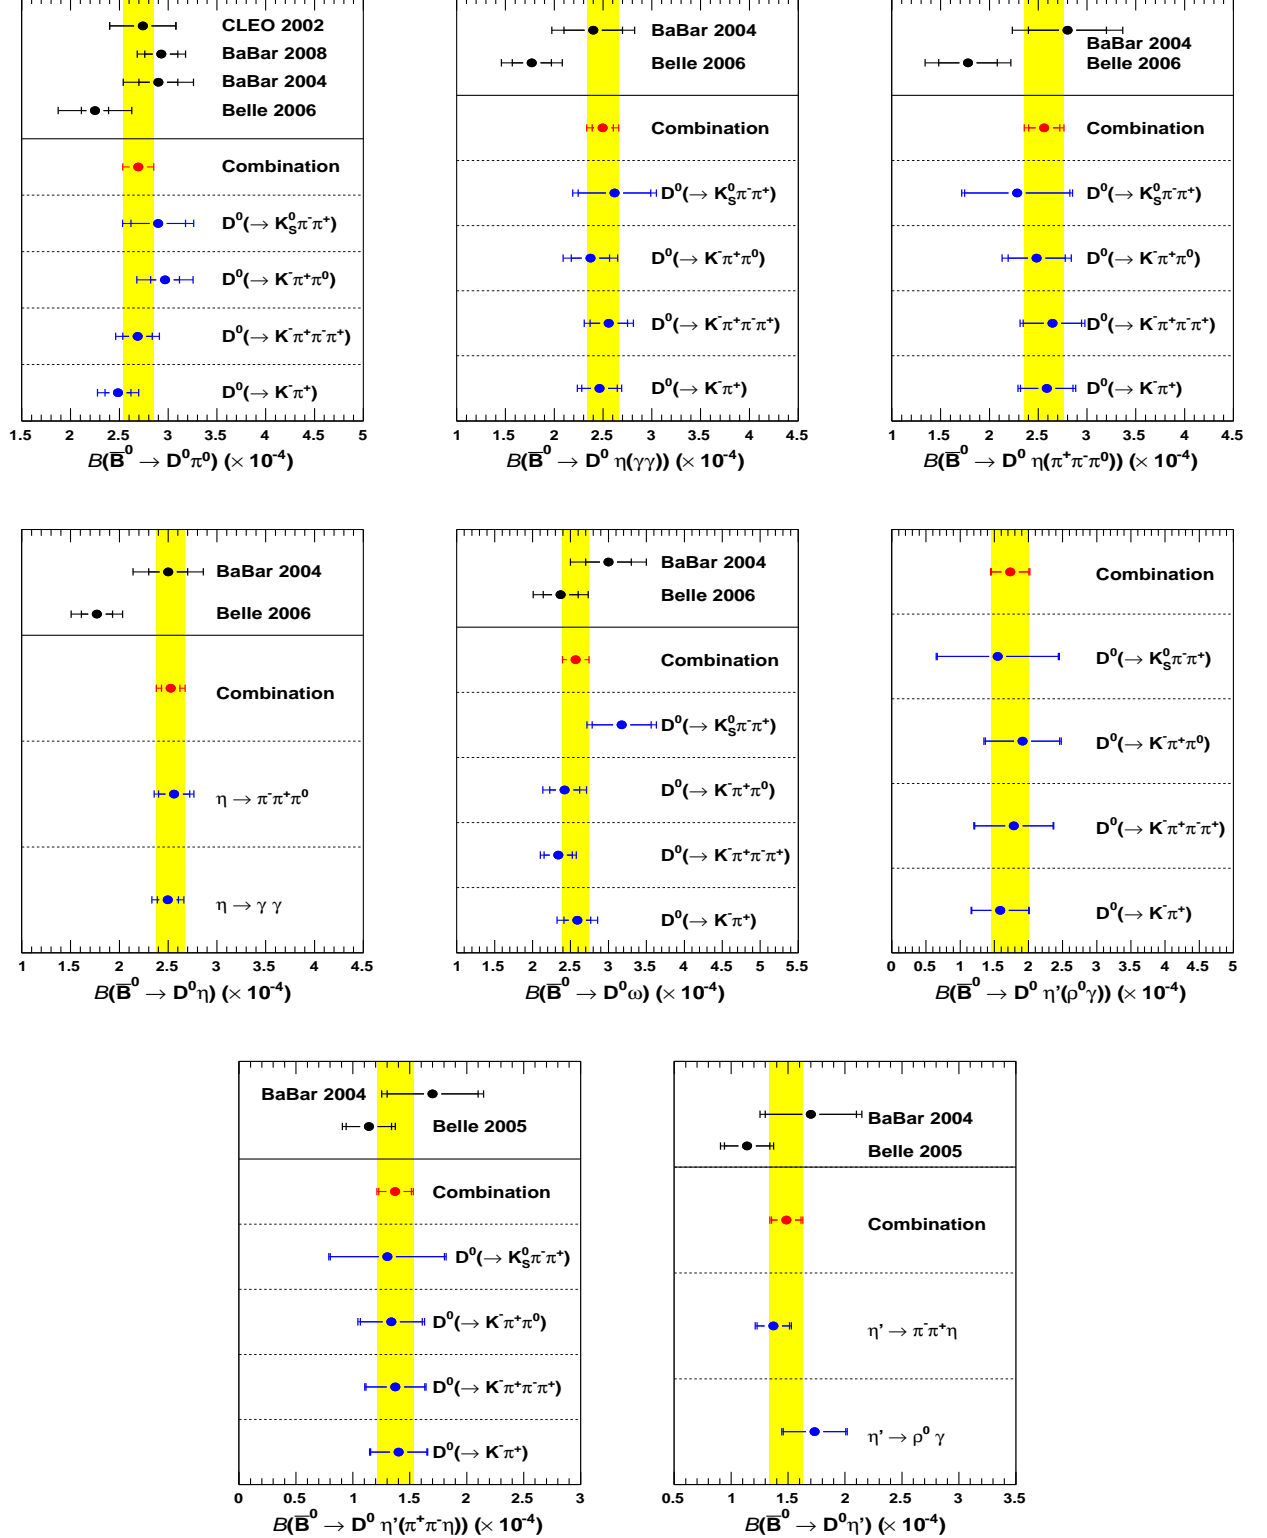 CLEO 2002
BaBar 2008
BaBar 2004
Belle 2006
Combination
D⁰(→ K⁰_S π⁻π⁺)
D⁰(→ K⁻π⁺π⁰)
D⁰(→ K⁻π⁺π⁻π⁺)
D⁰(→ K⁻π⁺)
1.5 2 2.5 3 3.5 4 4.5 5
B(B̅⁰ → D⁰π⁰) (× 10⁻⁴)
BaBar 2004
Belle 2006
Combination
D⁰(→ K⁰_S π⁻π⁺)
D⁰(→ K⁻π⁺π⁰)
D⁰(→ K⁻π⁺π⁻π⁺)
D⁰(→ K⁻π⁺)
1 1.5 2 2.5 3 3.5 4 4.5
B(B̅⁰ → D⁰ η(γγ)) (× 10⁻⁴)
BaBar 2004
Belle 2006
Combination
D⁰(→ K⁰_S π⁻π⁺)
D⁰(→ K⁻π⁺π⁰)
D⁰(→ K⁻π⁺π⁻π⁺)
D⁰(→ K⁻π⁺)
1 1.5 2 2.5 3 3.5 4 4.5
B(B̅⁰ → D⁰ η(π⁺π⁻π⁰)) (× 10⁻⁴)
BaBar 2004
Belle 2006
Combination
η → π⁻π⁺π⁰
η → γ γ
1 1.5 2 2.5 3 3.5 4 4.5
B(B̅⁰ → D⁰η) (× 10⁻⁴)
BaBar 2004
Belle 2006
Combination
D⁰(→ K⁰_S π⁻π⁺)
D⁰(→ K⁻π⁺π⁰)
D⁰(→ K⁻π⁺π⁻π⁺)
D⁰(→ K⁻π⁺)
1 1.5 2 2.5 3 3.5 4 4.5 5 5.5
B(B̅⁰ → D⁰ω) (× 10⁻⁴)
Combination
D⁰(→ K⁰_S π⁻π⁺)
D⁰(→ K⁻π⁺π⁰)
D⁰(→ K⁻π⁺π⁻π⁺)
D⁰(→ K⁻π⁺)
0 0.5 1 1.5 2 2.5 3 3.5 4 4.5 5
B(B̅⁰ → D⁰ η'(ρ⁰γ)) (× 10⁻⁴)
BaBar 2004
Belle 2005
Combination
D⁰(→ K⁰_S π⁻π⁺)
D⁰(→ K⁻π⁺π⁰)
D⁰(→ K⁻π⁺π⁻π⁺)
D⁰(→ K⁻π⁺)
0 0.5 1 1.5 2 2.5 3
B(B̅⁰ → D⁰ η'(π⁺π⁻η)) (× 10⁻⁴)
BaBar 2004
Belle 2005
Combination
η' → π⁻π⁺η
η' → ρ⁰ γ
0.5 1 1.5 2 2.5 3 3.5
B(B̅⁰ → D⁰η') (× 10⁻⁴)